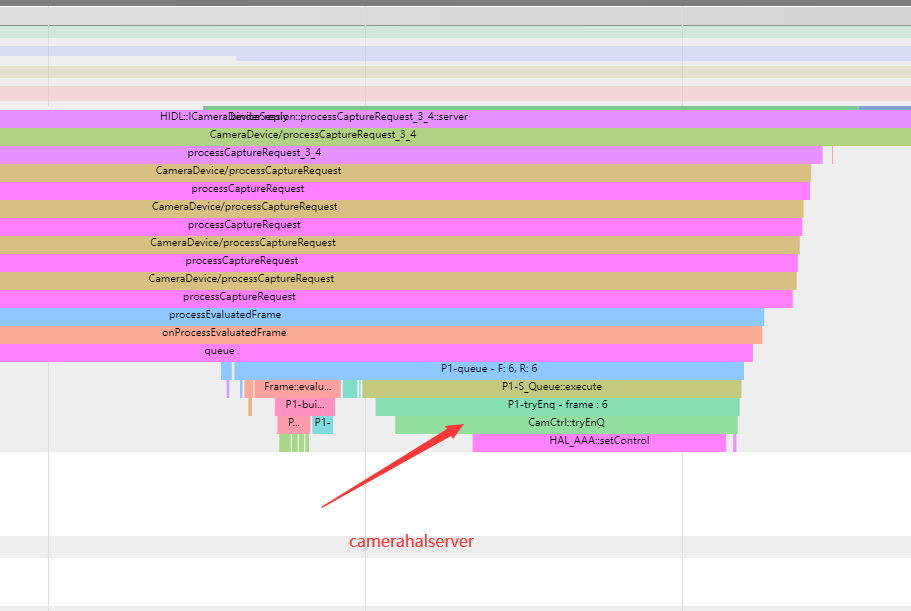 HIDL::ICameraDeviceSession::processCaptureRequest_3_4::server
CameraDevice/processCaptureRequest_3_4
processCaptureRequest_3_4
CameraDevice/processCaptureRequest
processCaptureRequest
CameraDevice/processCaptureRequest
processCaptureRequest
CameraDevice/processCaptureRequest
processCaptureRequest
CameraDevice/processCaptureRequest
processCaptureRequest
processEvaluatedFrame
onProcessEvaluatedFrame
queue
P1-queue - F: 6, R: 6
Frame::evalu... P1-S_Queue::execute
P1-bui... P1-tryEnq - frame : 6
P... P1- CamCtrl::tryEnQ
HAL_AAA::setControl
camerahalserver